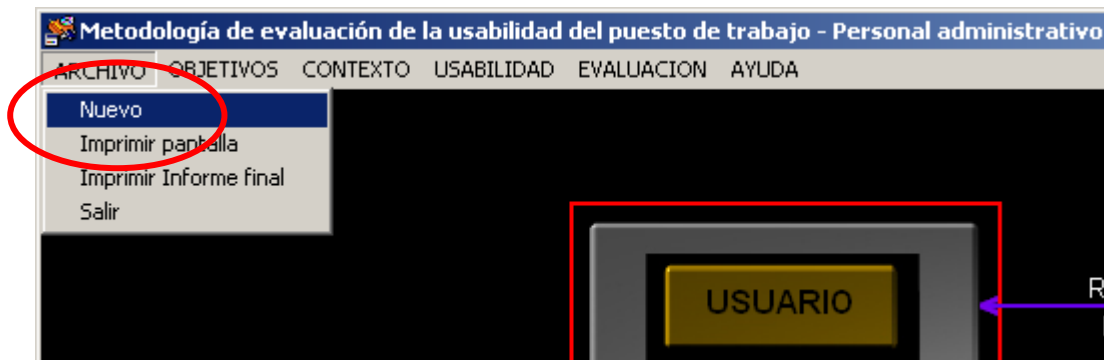 Metodología de evaluación de la usabilidad del puesto de trabajo - Personal administrativo
ARCHIVO OBJETIVOS CONTEXTO USABILIDAD EVALUACION AYUDA
Nuevo
Imprimir pantalla
Imprimir Informe final
Salir
USUARIO
R